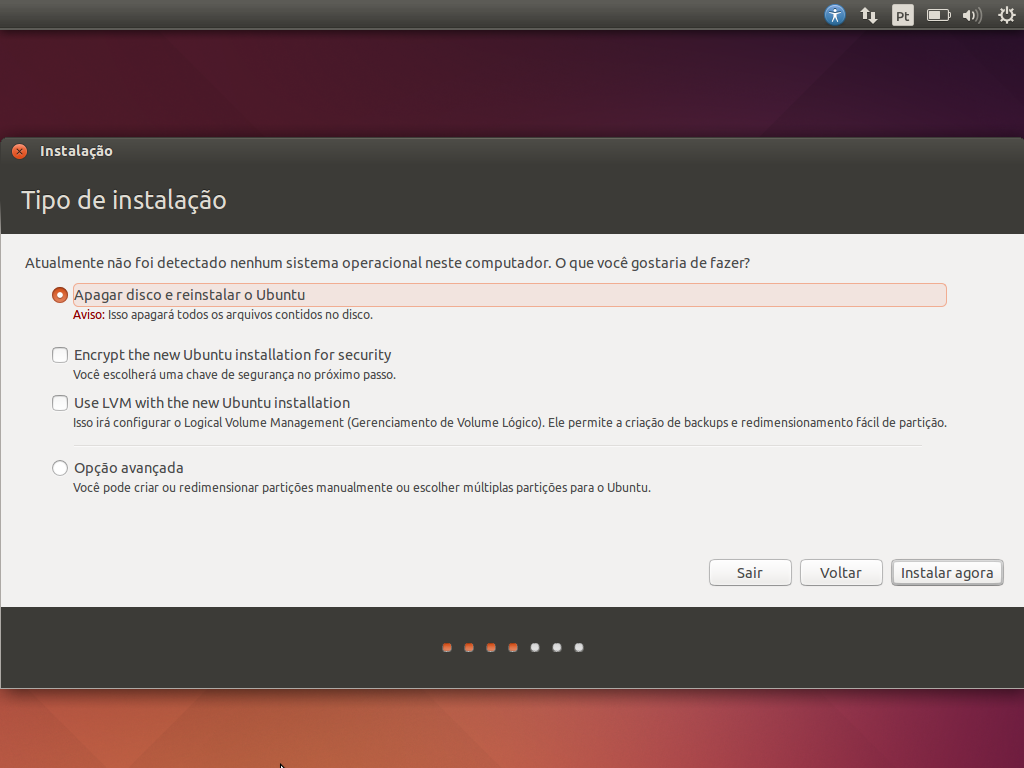 Pt
Instalação
Tipo de instalação
Atualmente não foi detectado nenhum sistema operacional neste computador. O que você gostaria de fazer?
Apagar disco e reinstalar o Ubuntu
Aviso: Isso apagará todos os arquivos contidos no disco.
Encrypt the new Ubuntu installation for security
Você escolherá uma chave de segurança no próximo passo.
Use LVM with the new Ubuntu installation
Isso irá configurar o Logical Volume Management (Gerenciamento de Volume Lógico). Ele permite a criação de backups e redimensionamento fácil de partição.
Opção avançada
Você pode criar ou redimensionar partições manualmente ou escolher múltiplas partições para o Ubuntu.
Sair Voltar Instalar agora